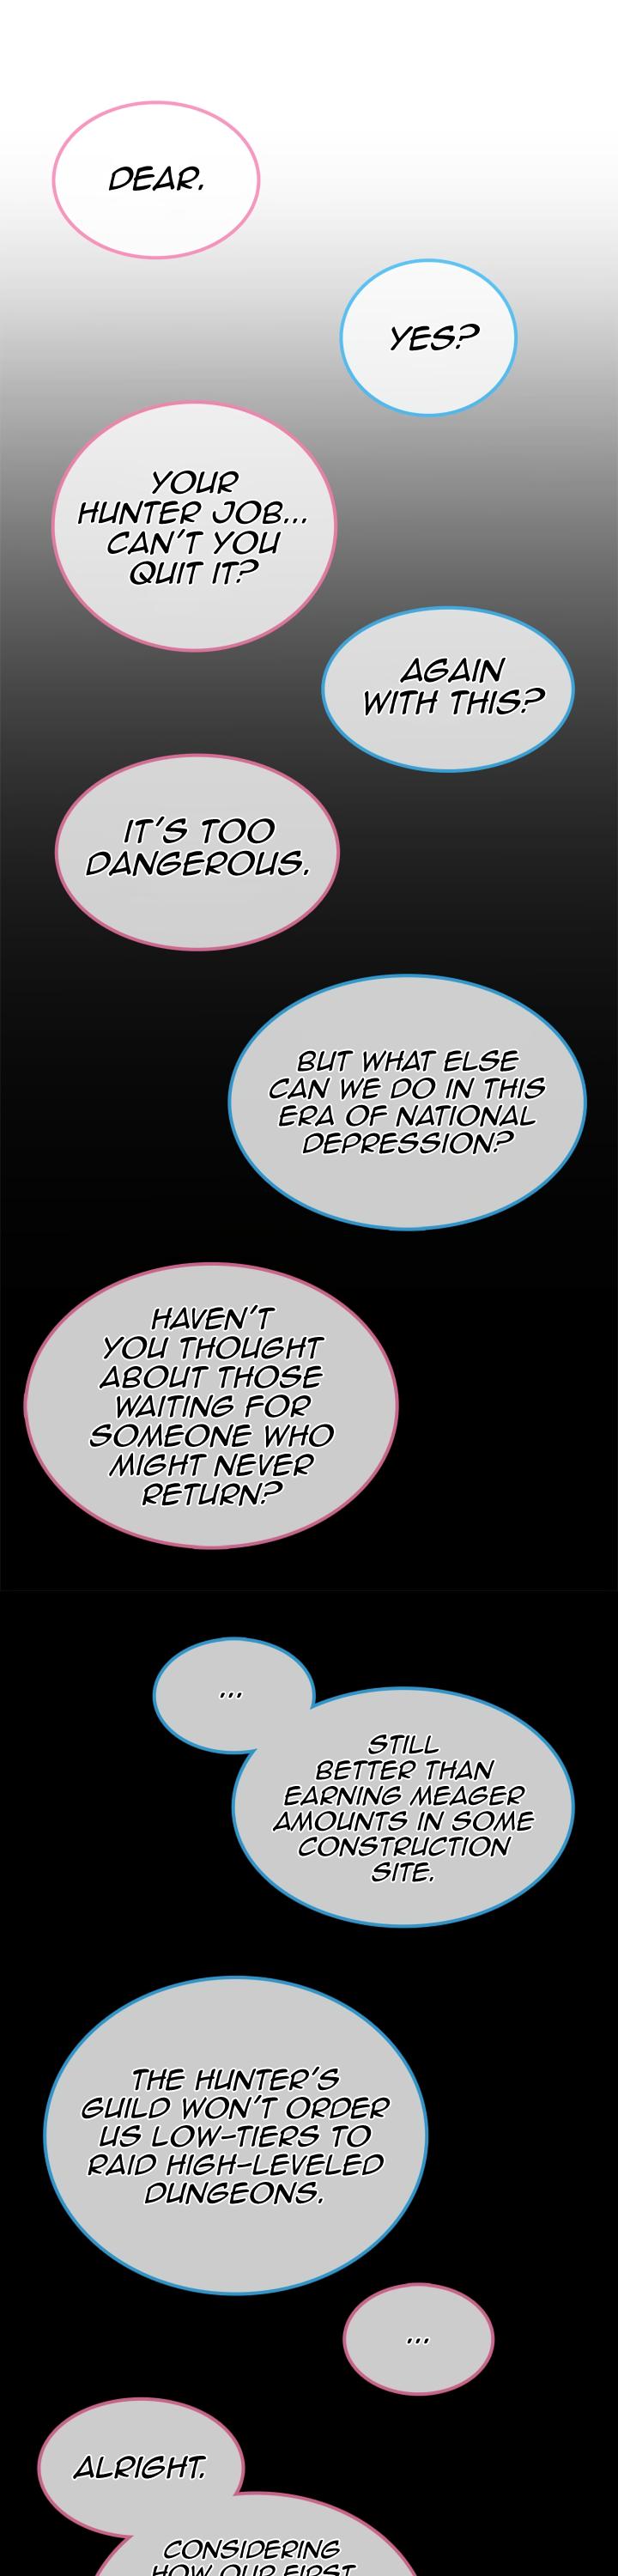 DEAR.
YES?
YOUR
HUNTER JOB...
CAN'T YOU
QUIT IT?
AGAIN
WITH THIS?
IT'S TOO
DANGEROUS.
BUT WHAT ELSE
CAN WE DO IN THIS
ERA OF NATIONAL
DEPRESSION?
HAVEN'T
YOU THOUGHT
ABOUT THOSE
WAITING FOR
SOMEONE WHO
MIGHT NEVER
RETURN?
...
STILL
BETTER THAN
EARNING MEAGER
AMOUNTS IN SOME
CONSTRUCTION
SITE.
THE HUNTER'S
GUILD WON'T ORDER
US LOW-TIERS TO
RAID HIGH-LEVELED
DUNGEONS.
...
ALRIGHT.
CONSIDERING
HOW OUR FIRST